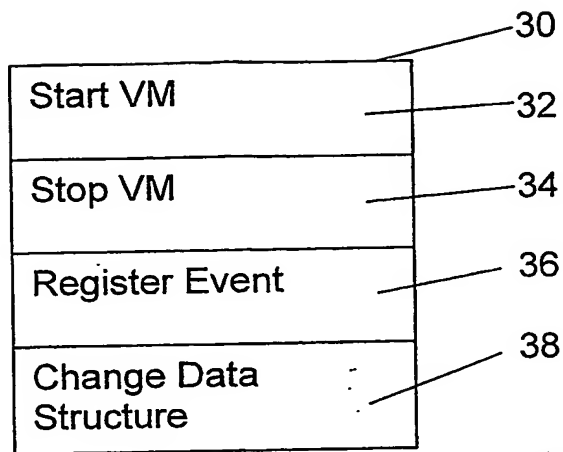 30
Start VM
32
Stop VM
34
Register Event
36
Change Data
Structure
38